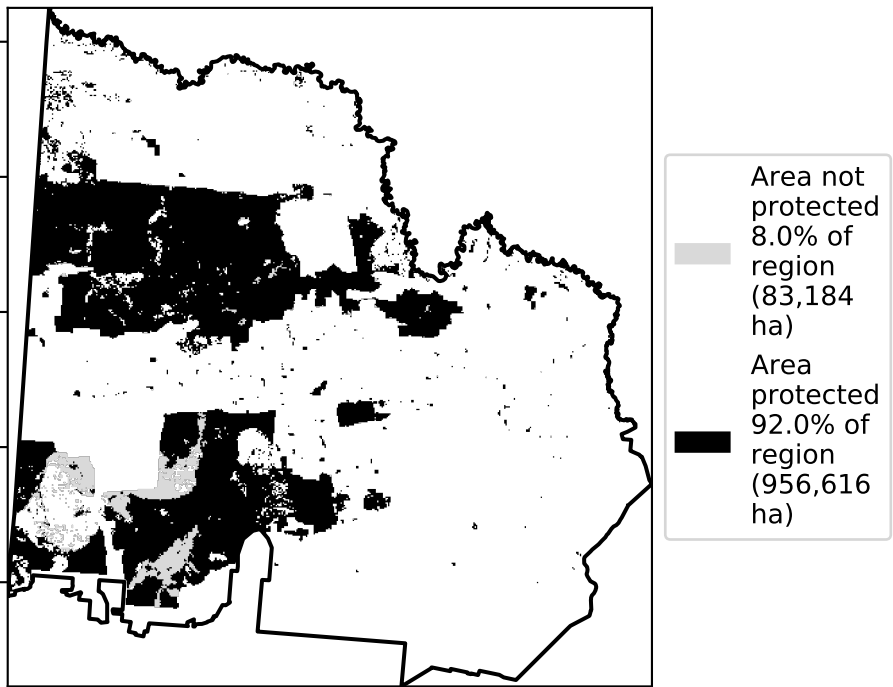 Area not
protected
8.0% of
region
(83,184
ha)
Area
protected
92.0% of
region
(956,616
ha)